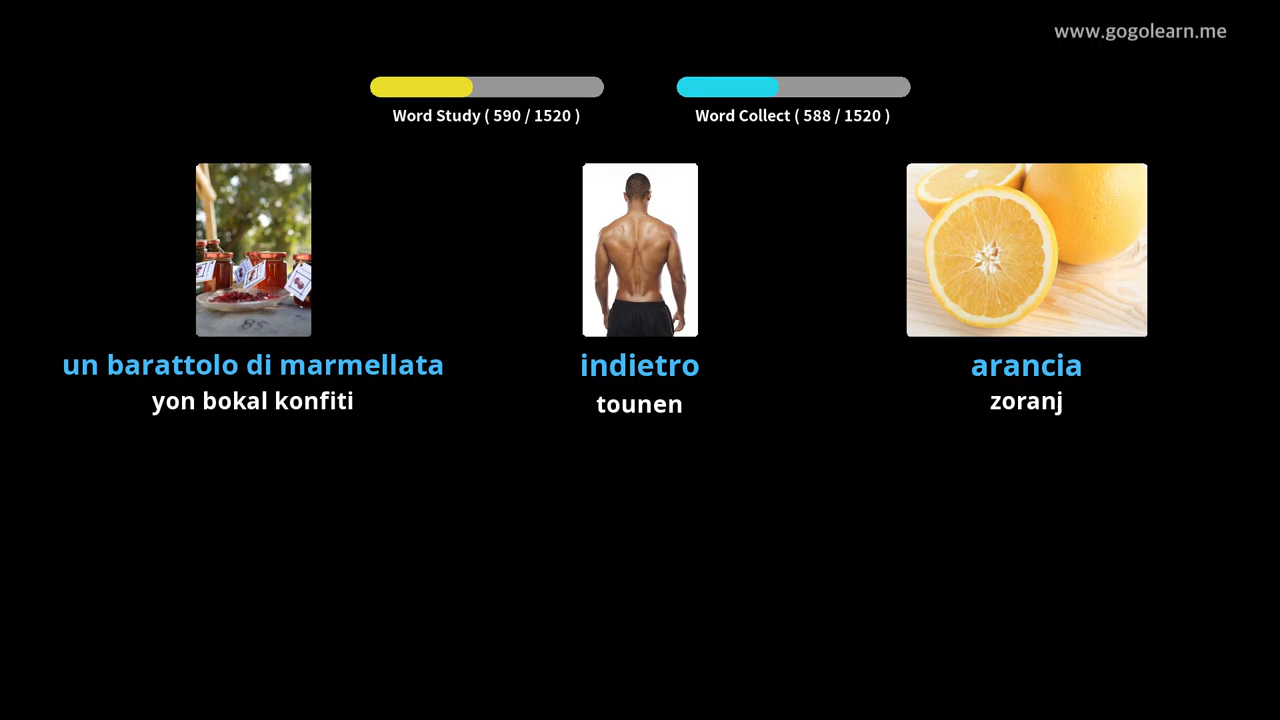 www.gogolearn.me
Word Study ( 590 / 1520 )
Word Collect ( 588 / 1520 )
un barattolo di marmellata
yon bokal konfiti
indietro
tounen
arancia
zoranj